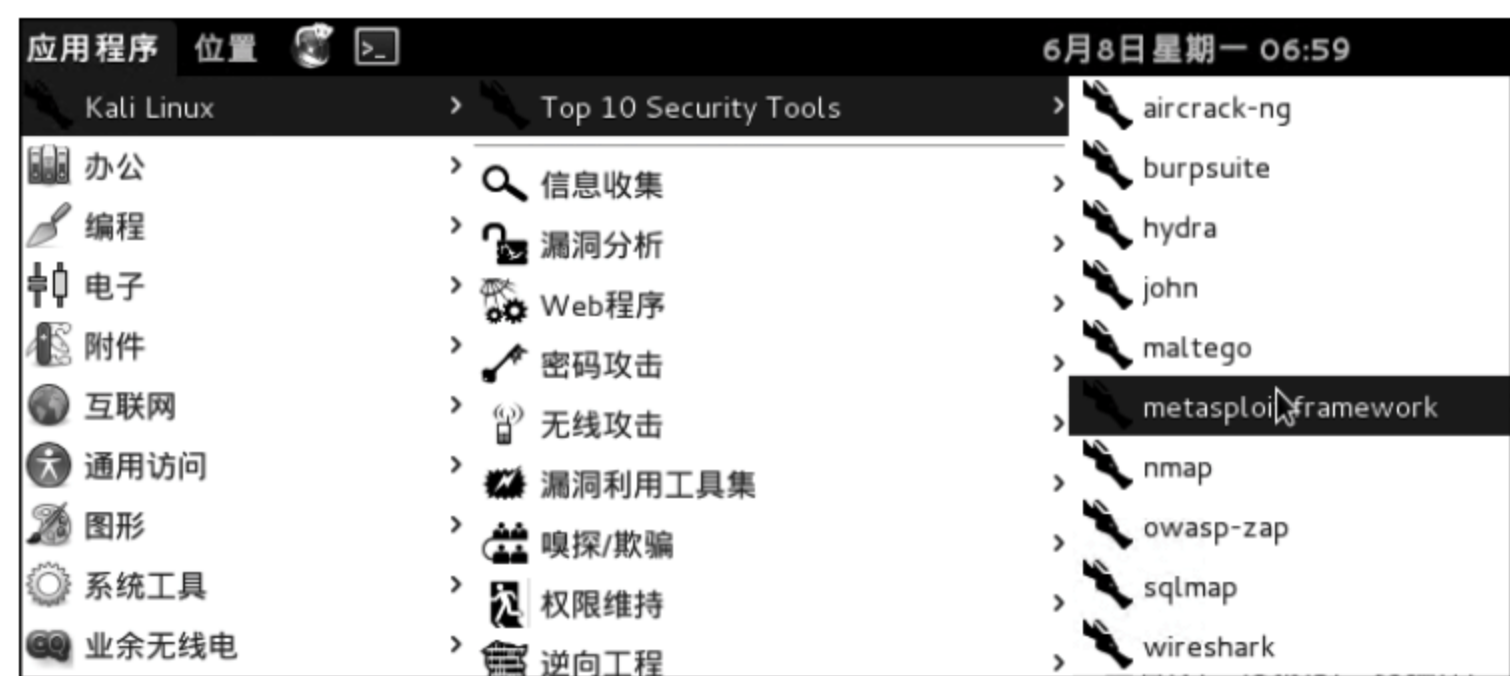 应用程序 位置 6月8日星期一 06:59
Kali Linux
办公
编程
电子
附件
互联网
通用访问
图形
系统工具
业余无线电
Top 10 Security Tools
信息收集
漏洞分析
Web程序
密码攻击
无线攻击
漏洞利用工具集
嗅探/欺骗
权限维持
逆向工程
aircrack-ng
burpsuite
hydra
john
maltego
metasploit framework
nmap
owasp-zap
sqlmap
wireshark